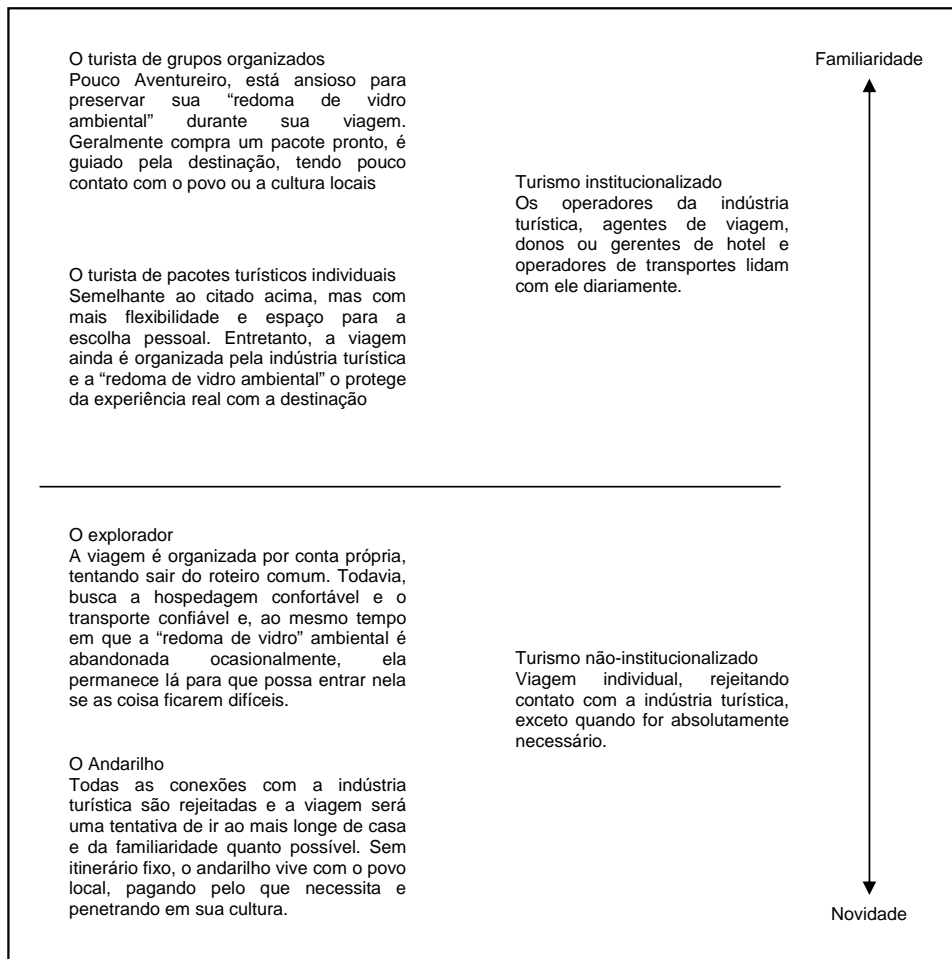 O turista de grupos organizados
Pouco Aventureiro, está ansioso para
preservar sua “redoma de vidro
ambiental” durante sua viagem.
Geralmente compra um pacote pronto, é
guiado pela destinação, tendo pouco
contato com o povo ou a cultura locais
O turista de pacotes turísticos individuais
Semelhante ao citado acima, mas com
mais flexibilidade e espaço para a
escolha pessoal. Entretanto, a viagem
ainda é organizada pela indústria turística
e a “redoma de vidro ambiental” o protege
da experiência real com a destinação
Turismo institucionalizado
Os operadores da indústria
turística, agentes de viagem,
donos ou gerentes de hotel e
operadores de transportes lidam
com ele diariamente.
Familiaridade
O explorador
A viagem é organizada por conta própria,
tentando sair do roteiro comum. Todavia,
busca a hospedagem confortável e o
transporte confiável e, ao mesmo tempo
em que a “redoma de vidro” ambiental é
abandonada ocasionalmente, ela
permanece lá para que possa entrar nela
se as coisa ficarem difíceis.
O Andarilho
Todas as conexões com a indústria
turística são rejeitadas e a viagem será
uma tentativa de ir ao mais longe de casa
e da familiaridade quanto possível. Sem
itinerário fixo, o andarilho vive com o povo
local, pagando pelo que necessita e
penetrando em sua cultura.
Turismo não-institucionalizado
Viagem individual, rejeitando
contato com a indústria turística,
exceto quando for absolutamente
necessário.
Novidade